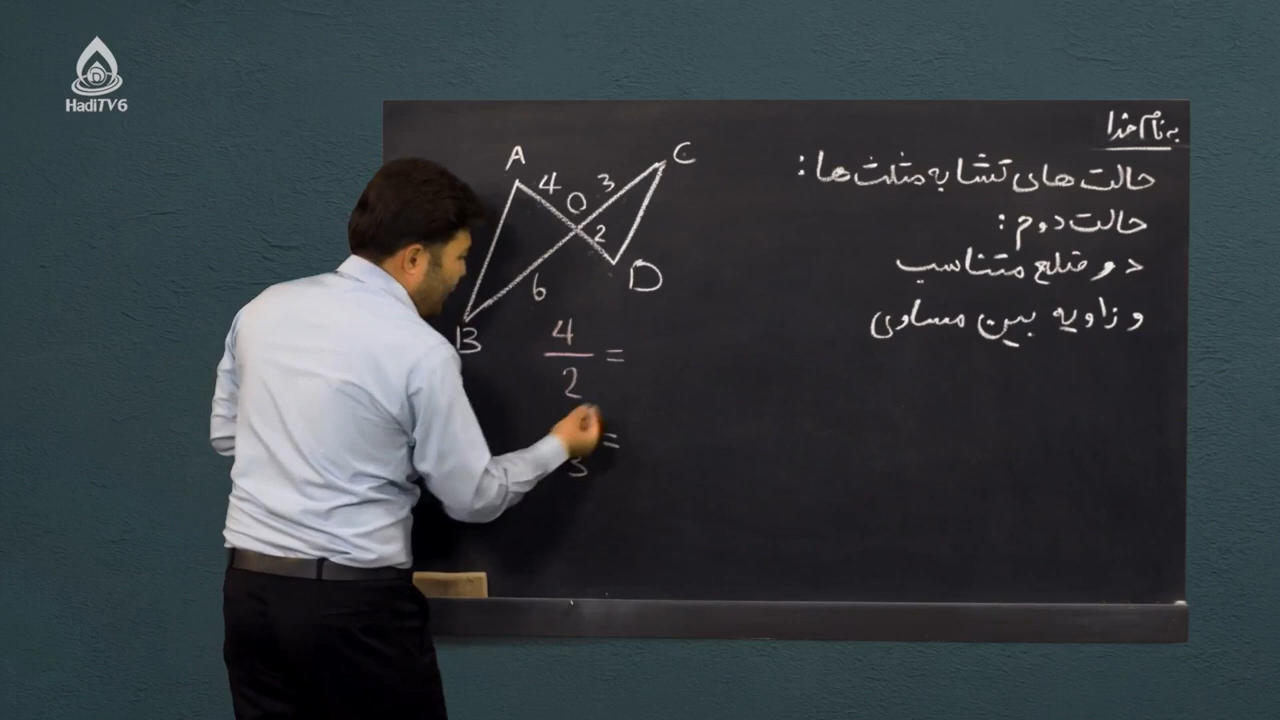 HadiTV6
به نام خدا
حالت های تشابه مثلث ها :
حالت دوم :
دو ضلع متناسب
و زاویه بین مساوی
A 4 O 3 C
2
D
6
B
4
2 =
=
3